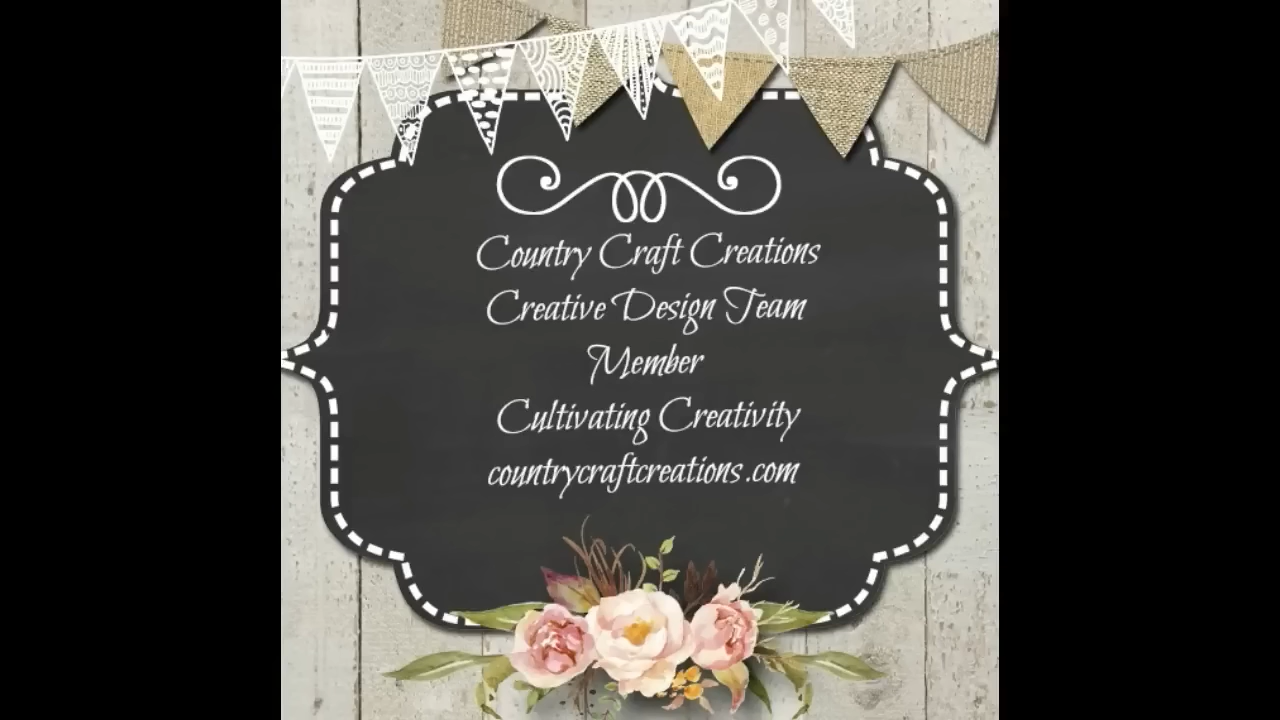 Country Craft Creations
Creative Design Team
Member
Cultivating Creativity
countrycraftcreations.com